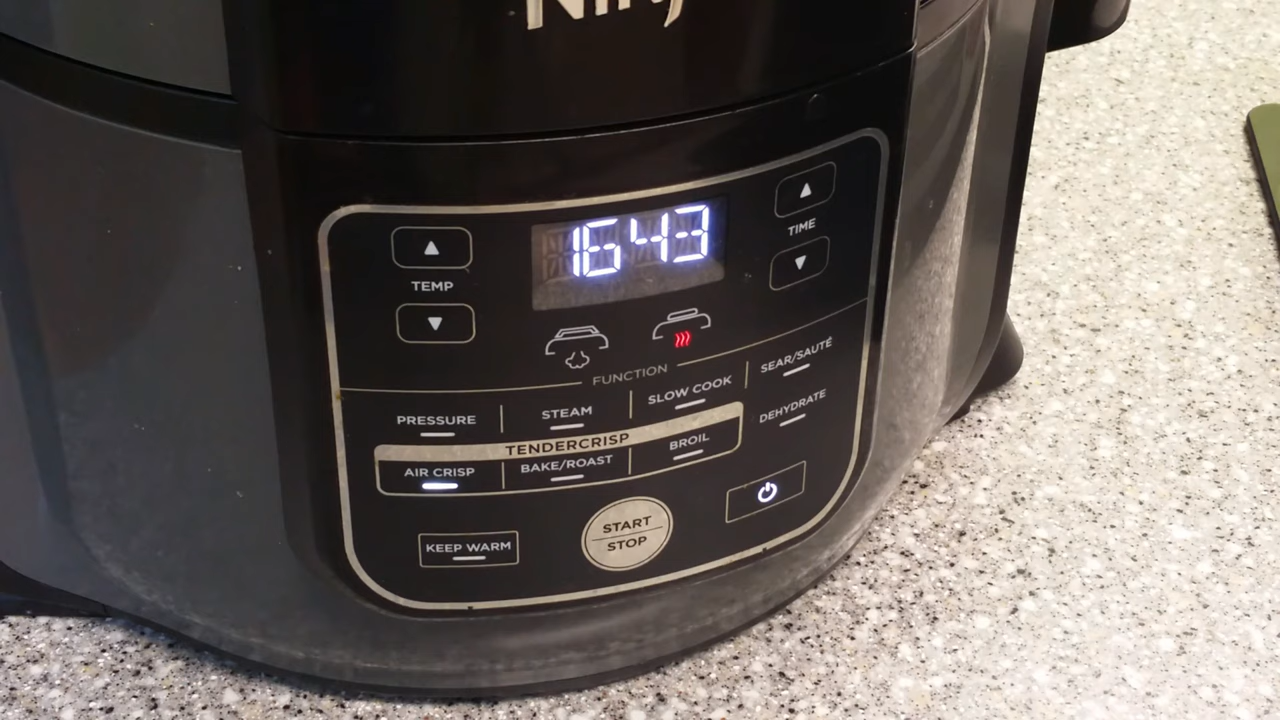 Ninj
1643
TEMP
TIME
FUNCTION
PRESSURE
STEAM
SLOW COOK
SEAR/SAUTÉ
TENDERCRISP
DEHYDRATE
AIR CRISP
BAKE/ROAST
BROIL
KEEP WARM
START
STOP